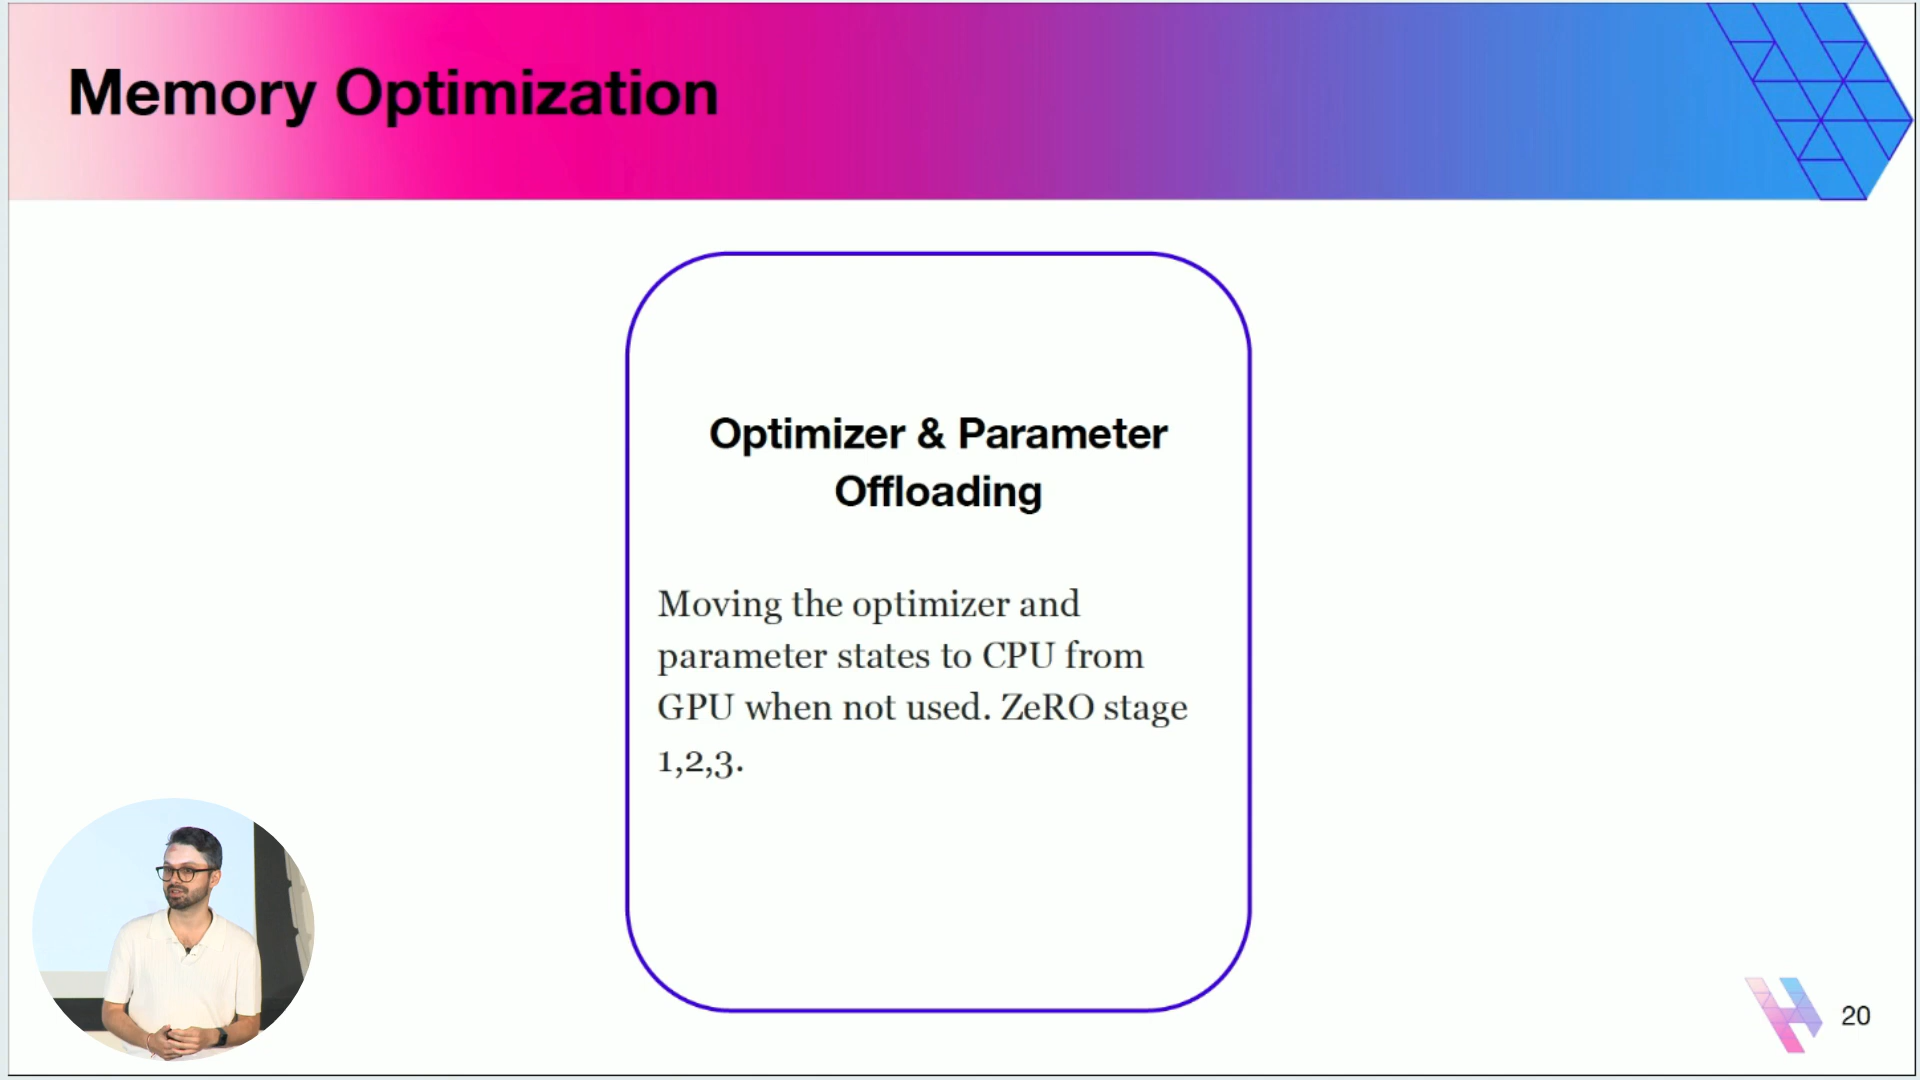 Memory Optimization
Optimizer & Parameter
Offloading
Moving the optimizer and
parameter states to CPU from
GPU when not used. ZeRO stage
1,2,3.
20